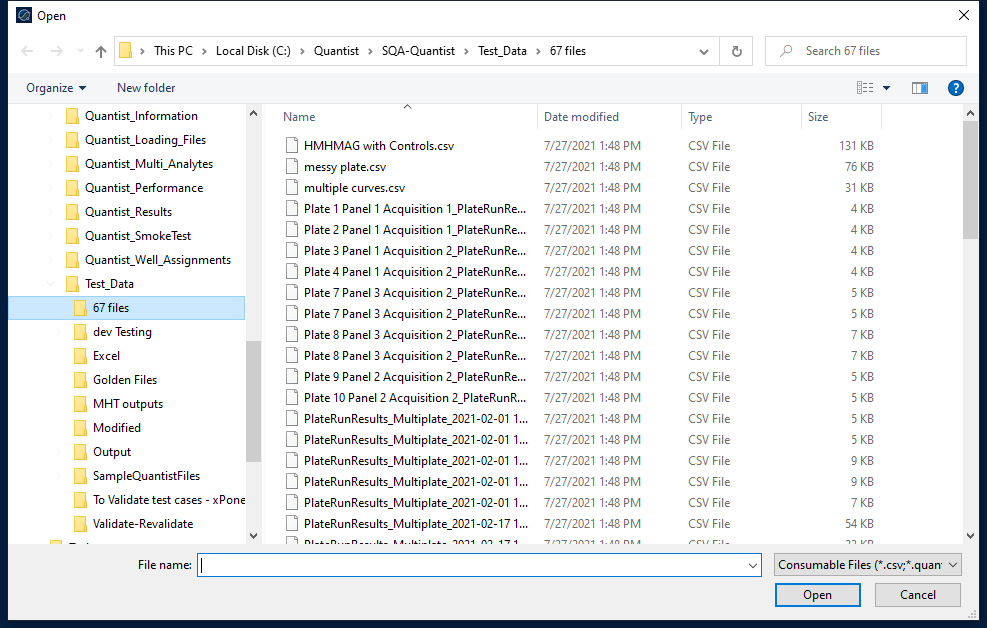 Open
This PC > Local Disk (C:) > Quantist > SQA-Quantist > Test_Data > 67 files
Search 67 files
Organize
New folder
?
Quantist_Information
Quantist_Loading_Files
Quantist_Multi_Analytes
Quantist_Performance
Quantist_Results
Quantist_SmokeTest
Quantist_Well_Assignments
Test_Data
67 files
dev Testing
Excel
Golden Files
MHT outputs
Modified
Output
SampleQuantistFiles
To Validate test cases - xPone
Validate-Revalidate
Name Date modified Type Size
HMHMAG with Controls.csv 7/27/2021 1:48 PM CSV File 131 KB
messy plate.csv 7/27/2021 1:48 PM CSV File 76 KB
multiple curves.csv 7/27/2021 1:48 PM CSV File 31 KB
Plate 1 Panel 1 Acquisition 1_PlateRunRe... 7/27/2021 1:48 PM CSV File 4 KB
Plate 2 Panel 1 Acquisition 1_PlateRunRe... 7/27/2021 1:48 PM CSV File 4 KB
Plate 3 Panel 1 Acquisition 2_PlateRunRe... 7/27/2021 1:48 PM CSV File 4 KB
Plate 4 Panel 1 Acquisition 2_PlateRunRe... 7/27/2021 1:48 PM CSV File 4 KB
Plate 7 Panel 3 Acquisition 2_PlateRunRe... 7/27/2021 1:48 PM CSV File 5 KB
Plate 7 Panel 3 Acquisition 2_PlateRunRe... 7/27/2021 1:48 PM CSV File 5 KB
Plate 8 Panel 3 Acquisition 2_PlateRunRe... 7/27/2021 1:48 PM CSV File 7 KB
Plate 8 Panel 3 Acquisition 2_PlateRunRe... 7/27/2021 1:48 PM CSV File 7 KB
Plate 9 Panel 2 Acquisition 2_PlateRunRe... 7/27/2021 1:48 PM CSV File 5 KB
Plate 10 Panel 2 Acquisition 2_PlateRunR... 7/27/2021 1:48 PM CSV File 5 KB
PlateRunResults_Multiplate_2021-02-01 1... 7/27/2021 1:48 PM CSV File 5 KB
PlateRunResults_Multiplate_2021-02-01 1... 7/27/2021 1:48 PM CSV File 5 KB
PlateRunResults_Multiplate_2021-02-01 1... 7/27/2021 1:48 PM CSV File 9 KB
PlateRunResults_Multiplate_2021-02-01 1... 7/27/2021 1:48 PM CSV File 9 KB
PlateRunResults_Multiplate_2021-02-01 1... 7/27/2021 1:48 PM CSV File 7 KB
PlateRunResults_Multiplate_2021-02-17 1... 7/27/2021 1:48 PM CSV File 54 KB
File name:
Consumable Files (*.csv;*.quan
Open
Cancel